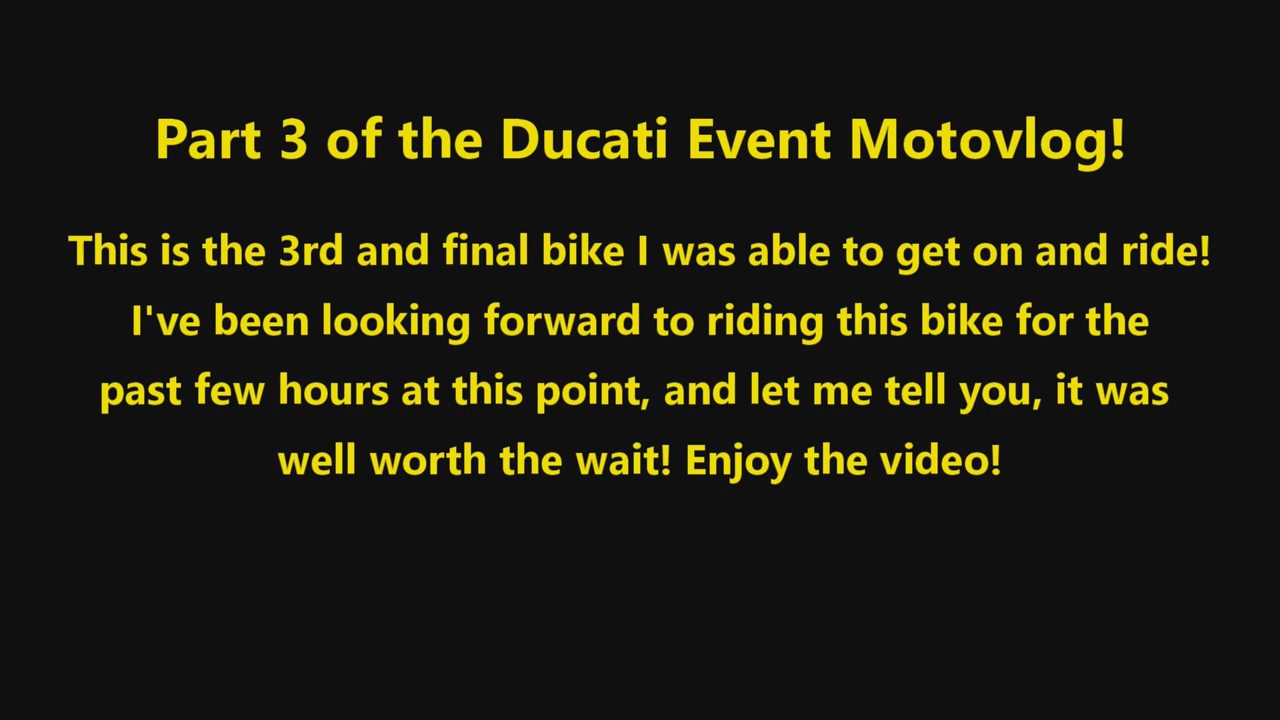 Part 3 of the Ducati Event Motovlog!
This is the 3rd and final bike I was able to get on and ride!
I've been looking forward to riding this bike for the
past few hours at this point, and let me tell you, it was
well worth the wait! Enjoy the video!